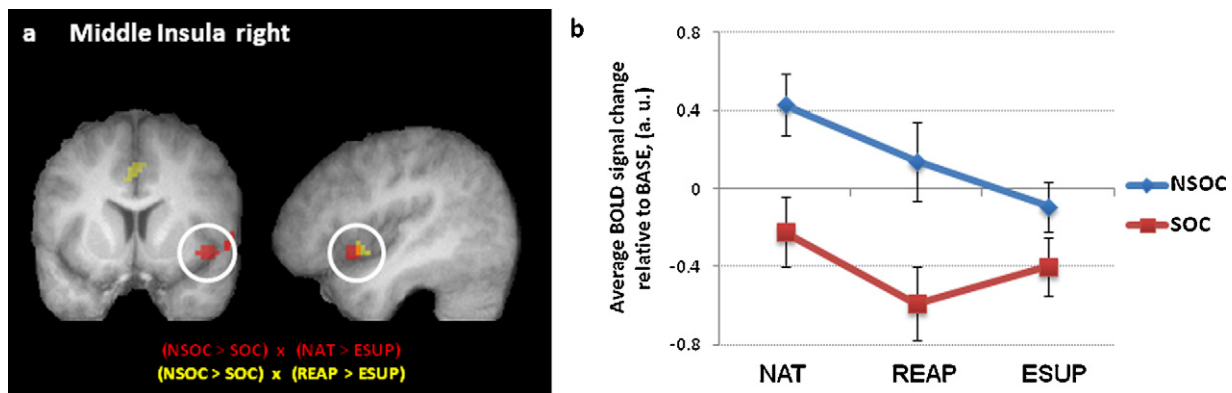 a Middle Insula right
(NSOC > SOC) x (NAT > ESUP)
(NSOC > SOC) x (REAP > ESUP)
b
Average BOLD signal change
relative to BASE, (a. u.)
0.8
0.4
0
-0.4
-0.8
NAT REAP ESUP
NSOC
SOC